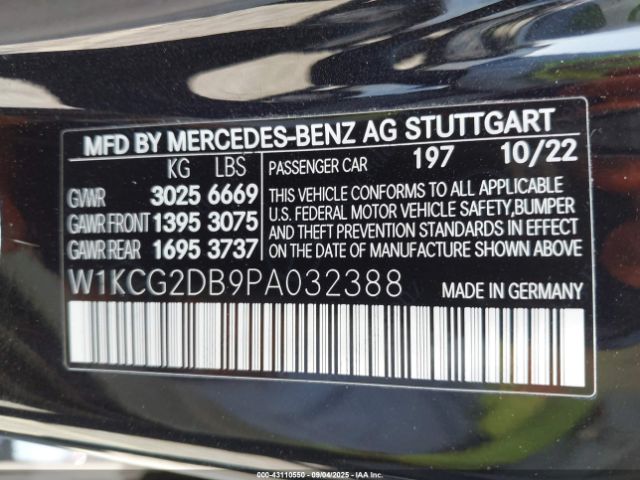 MFD BY MERCEDES-BENZ AG STUTTGART
KG LBS
GVWR 3025 6669
GAWR FRONT 1395 3075
GAWR REAR 1695 3737
PASSENGER CAR 197 10/22
THIS VEHICLE CONFORMS TO ALL APPLICABLE
U.S. FEDERAL MOTOR VEHICLE SAFETY,BUMPER
AND THEFT PREVENTION STANDARDS IN EFFECT
ON THE DATE OF MANUFACTURE SHOWN ABOVE.
W1KCG2DB9PA032388 MADE IN GERMANY
000-43110550 - 09/04/2025 - IAAI.COM